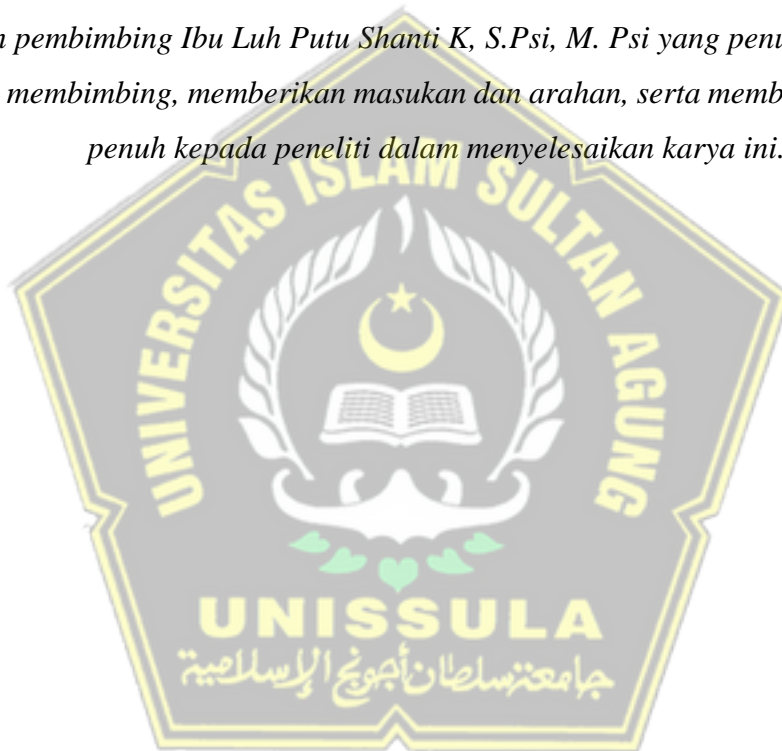 n pembimbing Ibu Luh Putu Shanti K, S.Psi, M. Psi yang penu
membimbing, memberikan masukan dan arahan, serta memb
penuh kepada peneliti dalam menyelesaikan karya ini.
UNIVERSITAS ISLAM SULTAN AGUNG
UNISSULA
جامعة سلطان أجونج الإسلامية